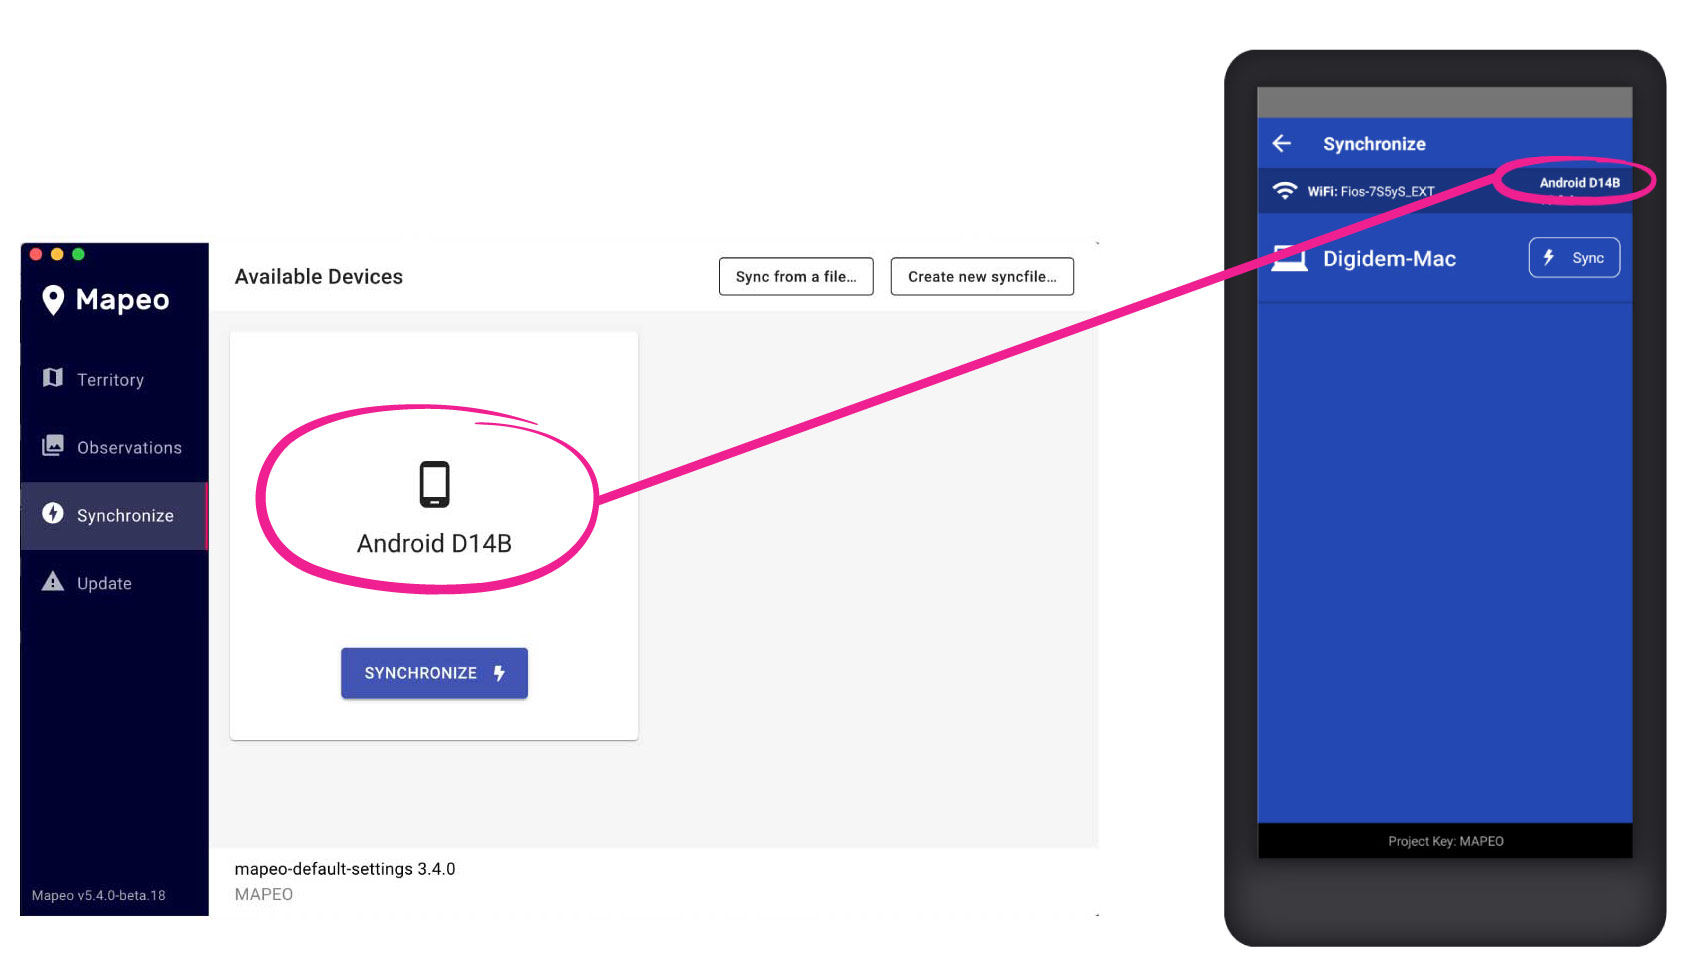 Mapeo
Territory
Observations
Synchronize
Update
Mapeo v5.4.0-beta.18
Available Devices
Sync from a file...
Create new syncfile...
Android D14B
SYNCHRONIZE
mapeo-default-settings 3.4.0
MAPEO
Synchronize
WiFi: Fios-7S5yS_EXT
Android D14B
Digidem-Mac
Sync
Project Key: MAPEO